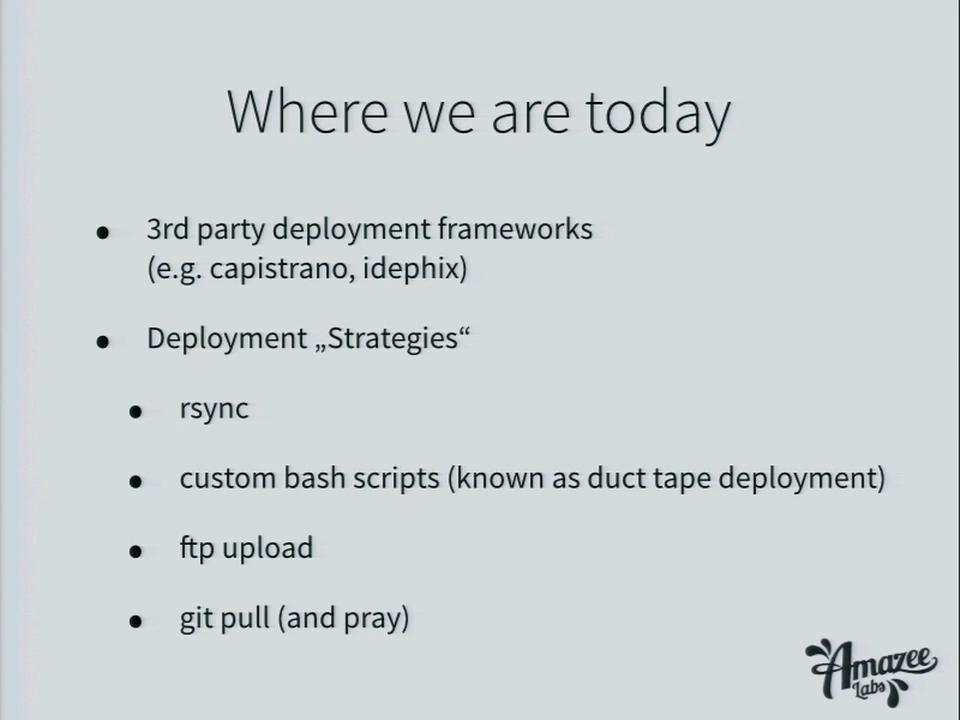 Where we are today
• 3rd party deployment frameworks
(e.g. capistrano, idephix)
• Deployment „Strategies“
• rsync
• custom bash scripts (known as duct tape deployment)
• ftp upload
• git pull (and pray)
Amazee
Labs